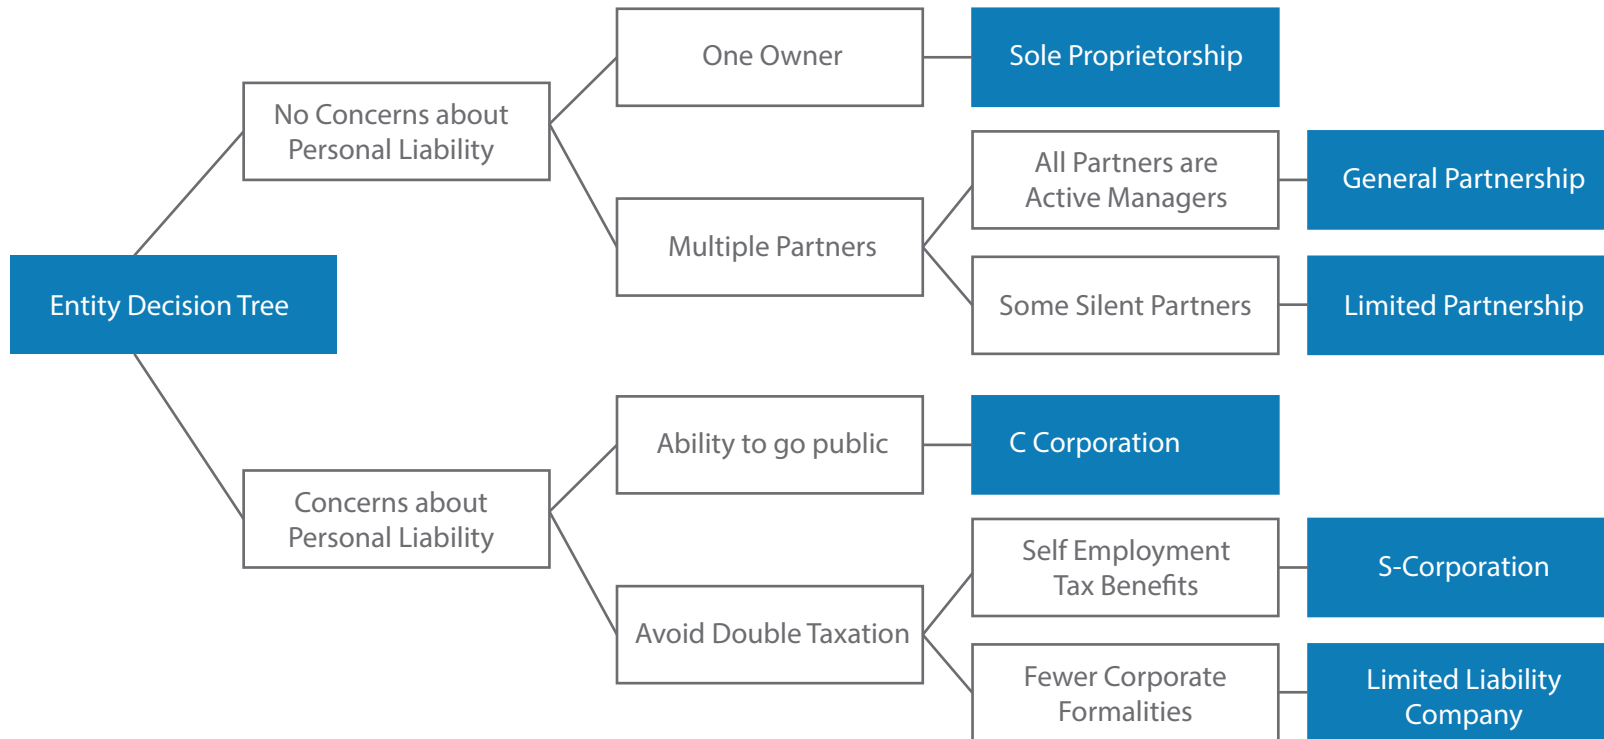 One Owner
Sole Proprietorship
No Concerns about
Personal Liability
All Partners are
Active Managers
General Partnership
Multiple Partners
Entity Decision Tree
Some Silent Partners
Limited Partnership
Ability to go public
C Corporation
Concerns about
Personal Liability
Self Employment
Tax Benefits
S-Corporation
Avoid Double Taxation
Fewer Corporate
Formalities
Limited Liability
Company